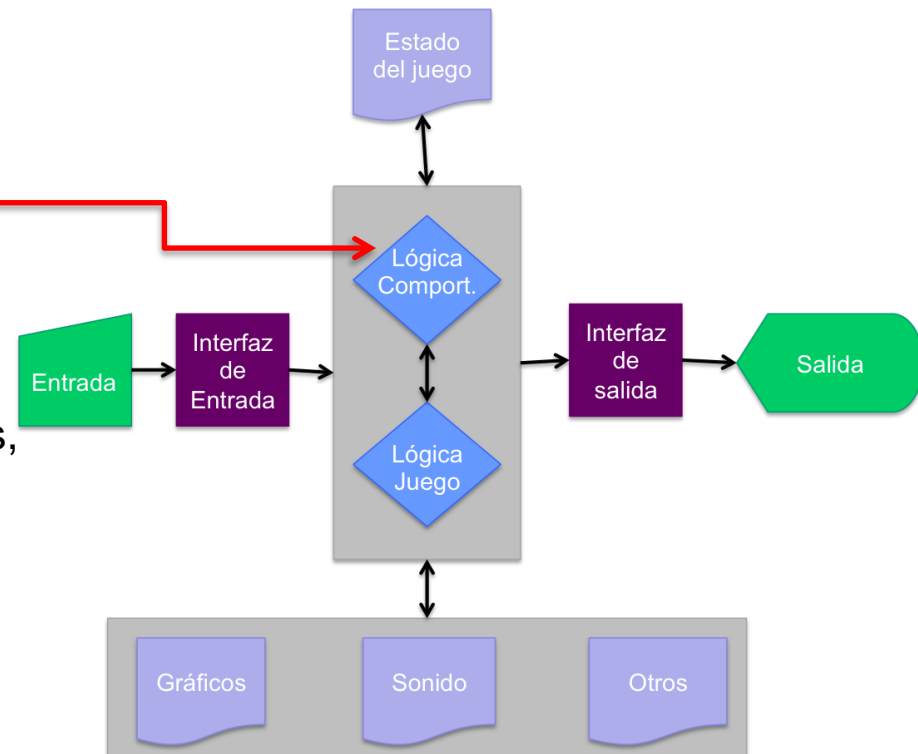 Estado
del juego
Lógica
Comport.
Entrada
Interfaz
de
Entrada
Interfaz
de
salida
Salida
s,
Lógica
Juego
Gráficos
Sonido
Otros